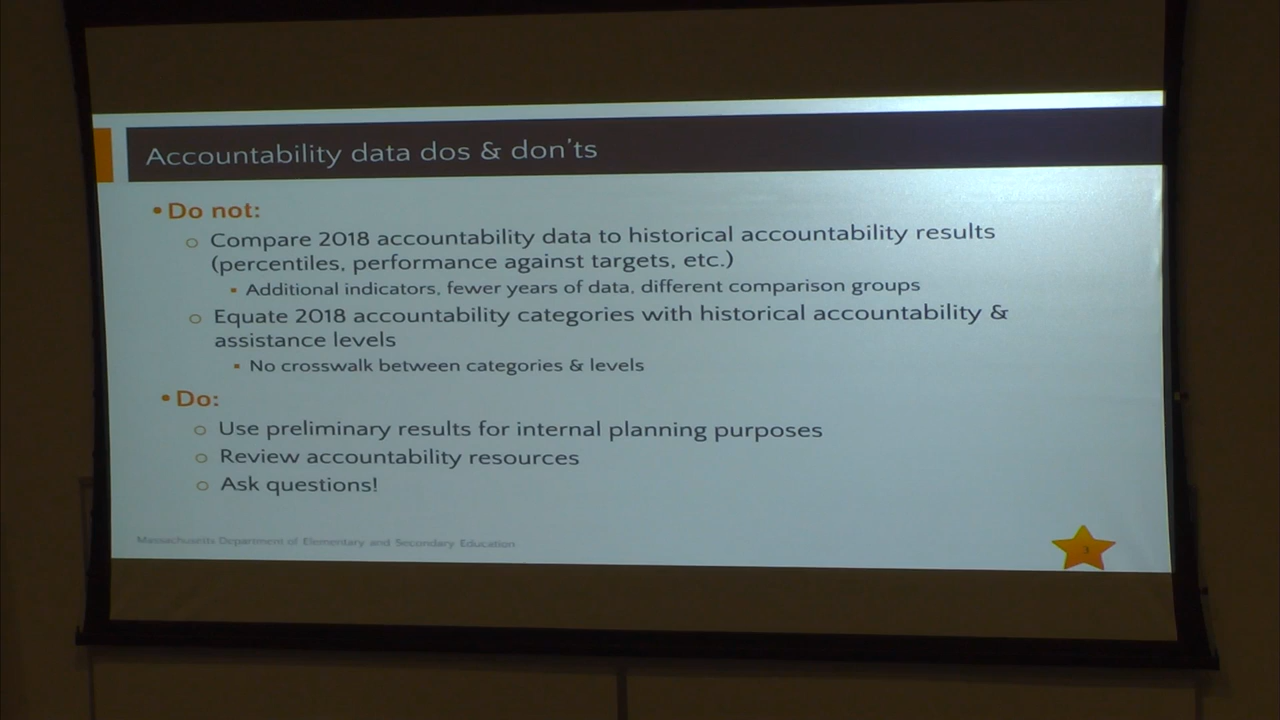 Accountability data dos & don'ts
• Do not:
○ Compare 2018 accountability data to historical accountability results
(percentiles, performance against targets, etc.)
▪ Additional indicators, fewer years of data, different comparison groups
○ Equate 2018 accountability categories with historical accountability &
assistance levels
▪ No crosswalk between categories & levels
• Do:
○ Use preliminary results for internal planning purposes
○ Review accountability resources
○ Ask questions!
Massachusetts Department of Elementary and Secondary Education
3